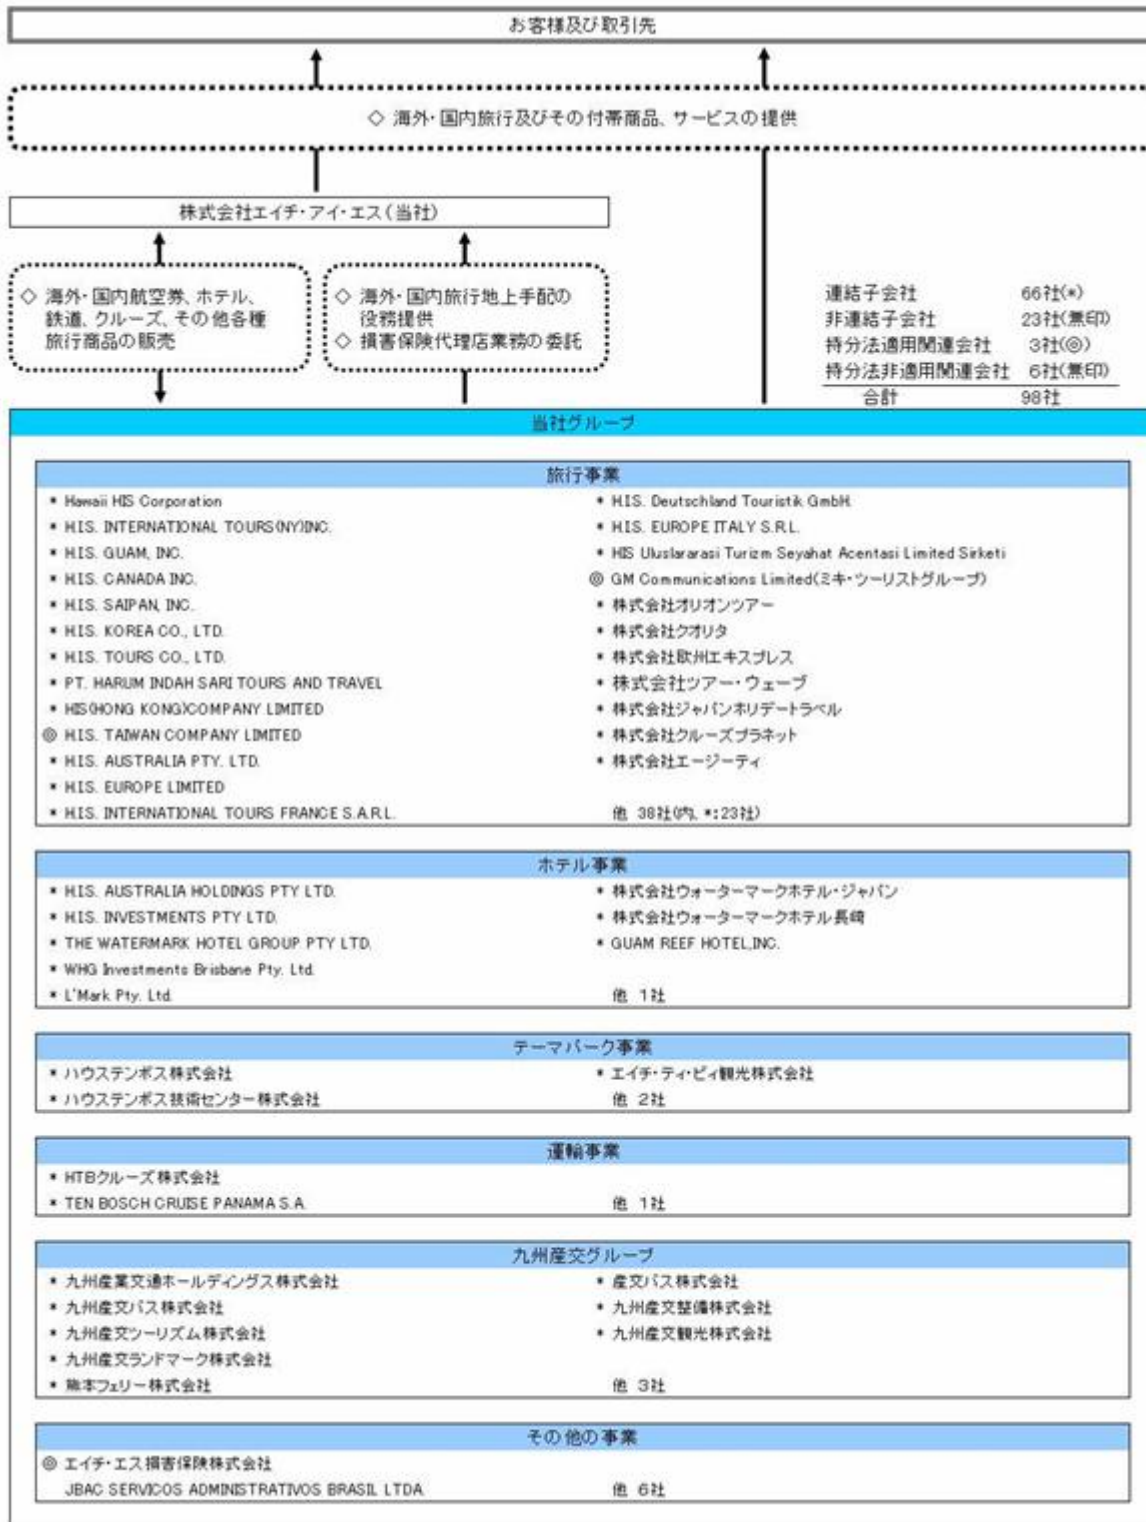 お客様及び取引先
◇ 海外・国内旅行及びその付帯商品、サービスの提供
株式会社エイチ・アイ・エス(当社)
◇ 海外・国内航空券、ホテル、
鉄道、クルーズ、その他各種
旅行商品の販売
◇ 海外・国内旅行地上手配の
役務提供
◇ 損害保険代理店業務の委託
連結子会社 66社(*)
非連結子会社 23社(無印)
持分法適用関連会社 3社(◎)
持分法非適用関連会社 6社(無印)
合計 98社
当社グループ
旅行事業
* Hawaii HIS Corporation
* H.I.S. INTERNATIONAL TOURS(NY)INC.
* H.I.S. GUAM, INC.
* H.I.S. CANADA INC.
* H.I.S. SAIPAN, INC.
* H.I.S. KOREA CO., LTD.
* H.I.S. TOURS CO., LTD.
* PT. HARUM INDAH SARI TOURS AND TRAVEL
* HIS(HONG KONG)COMPANY LIMITED
◎ H.I.S. TAIWAN COMPANY LIMITED
* H.I.S. AUSTRALIA PTY. LTD.
* H.I.S. EUROPE LIMITED
* H.I.S. INTERNATIONAL TOURS FRANCE S.A.R.L.
* H.I.S. Deutschland Touristik GmbH.
* H.I.S. EUROPE ITALY S.R.L.
* HIS Uluslararasi Turizm Seyahat Acentasi Limited Sirketi
◎ GM Communications Limited(ミキ・ツーリストグループ)
* 株式会社オリオンツアー
* 株式会社クオリタ
* 株式会社欧州エキスプレス
* 株式会社ツアー・ウェーブ
* 株式会社ジャパンホリデートラベル
* 株式会社クルーズプラネット
* 株式会社エージーティ
他 38社(内、*:23社)
ホテル事業
* H.I.S. AUSTRALIA HOLDINGS PTY LTD.
* H.I.S. INVESTMENTS PTY LTD.
* THE WATERMARK HOTEL GROUP PTY LTD.
* WHG Investments Brisbane Pty. Ltd.
* L'Mark Pty. Ltd.
* 株式会社ウォーターマークホテル・ジャパン
* 株式会社ウォーターマークホテル長崎
* GUAM REEF HOTEL,INC.
他 1社
テーマパーク事業
* ハウステンボス株式会社
* ハウステンボス技術センター株式会社
* エイチ・ティ・ビィ観光株式会社
他 2社
運輸事業
* HTBクルーズ株式会社
* TEN BOSCH CRUISE PANAMA S.A.
他 1社
九州産交グループ
* 九州産業交通ホールディングス株式会社
* 九州産交バス株式会社
* 九州産交ツーリズム株式会社
* 九州産交ランドマーク株式会社
* 熊本フェリー株式会社
* 産交バス株式会社
* 九州産交整備株式会社
* 九州産交観光株式会社
他 3社
その他の事業
◎ エイチ・エス損害保険株式会社
JBAC SERVICOS ADMINISTRATIVOS BRASIL LTDA.
他 6社